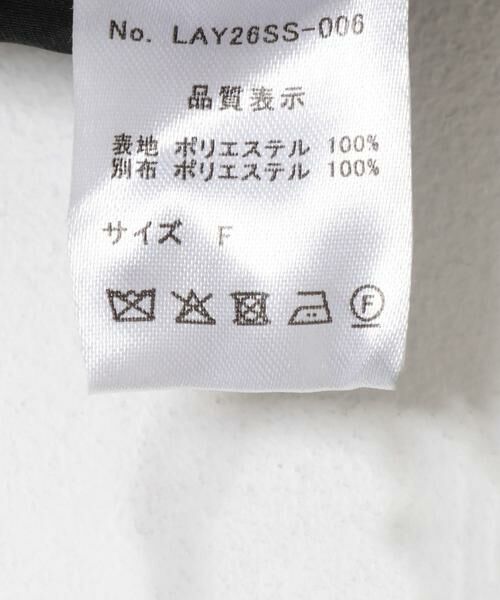 No. LAY26SS-006
品質表示
表地 ポリエステル 100%
別布 ポリエステル 100%
サイズ F
F